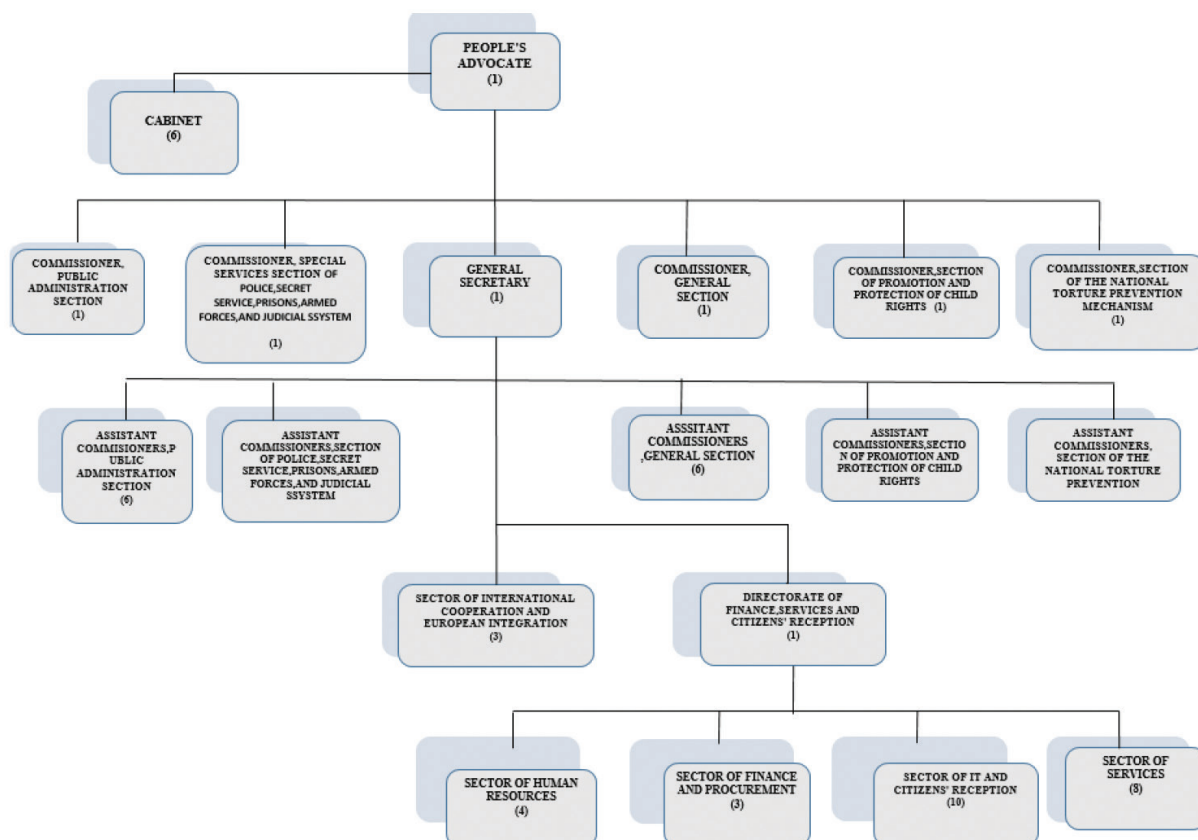 PEOPLE'S
ADVOCATE
(1)
CABINET
(6)
COMMISSIONER,
PUBLIC
ADMINISTRATION
SECTION
(1)
COMMISSIONER, SPECIAL
SERVICES SECTION OF
POLICE,SECRET
SERVICE,PRISONS,ARMED
FORCES,AND JUDICIAL SSYSTEM
(1)
GENERAL
SECRETARY
(1)
COMMISSIONER,
GENERAL
SECTION
(1)
COMMISSIONER,SECTION
OF PROMOTION AND
PROTECTION OF CHILD
RIGHTS (1)
COMMISSIONER,SECTION
OF THE NATIONAL
TORTURE PREVENTION
MECHANISM
(1)
ASSISTANT
COMMISIONERS,P
UBLIC
ADMINISTRATION
SECTION
(6)
ASSISTANT
COMMISSIONERS,SECTION
OF POLICE,SECRET
SERVICE,PRISONS,ARMED
FORCES,AND JUDICIAL
SSYSTEM
ASSSITANT
COMMISSIONERS
,GENERAL SECTION
(6)
ASSISTANT
COMMISSIONERS,SECTIO
N OF PROMOTION AND
PROTECTION OF CHILD
RIGHTS
ASSISTANT
COMMISSIONERS,
SECTION OF THE
NATIONAL TORTURE
PREVENTION
SECTOR OF INTERNATIONAL
COOPERATION AND
EUROPEAN INTEGRATION
(3)
DIRECTORATE OF
FINANCE,SERVICES AND
CITIZENS' RECEPTION
(1)
SECTOR OF HUMAN
RESOURCES
(4)
SECTOR OF FINANCE
AND PROCUREMENT
(3)
SECTOR OF IT AND
CITIZENS' RECEPTION
(10)
SECTOR OF
SERVICES
(8)